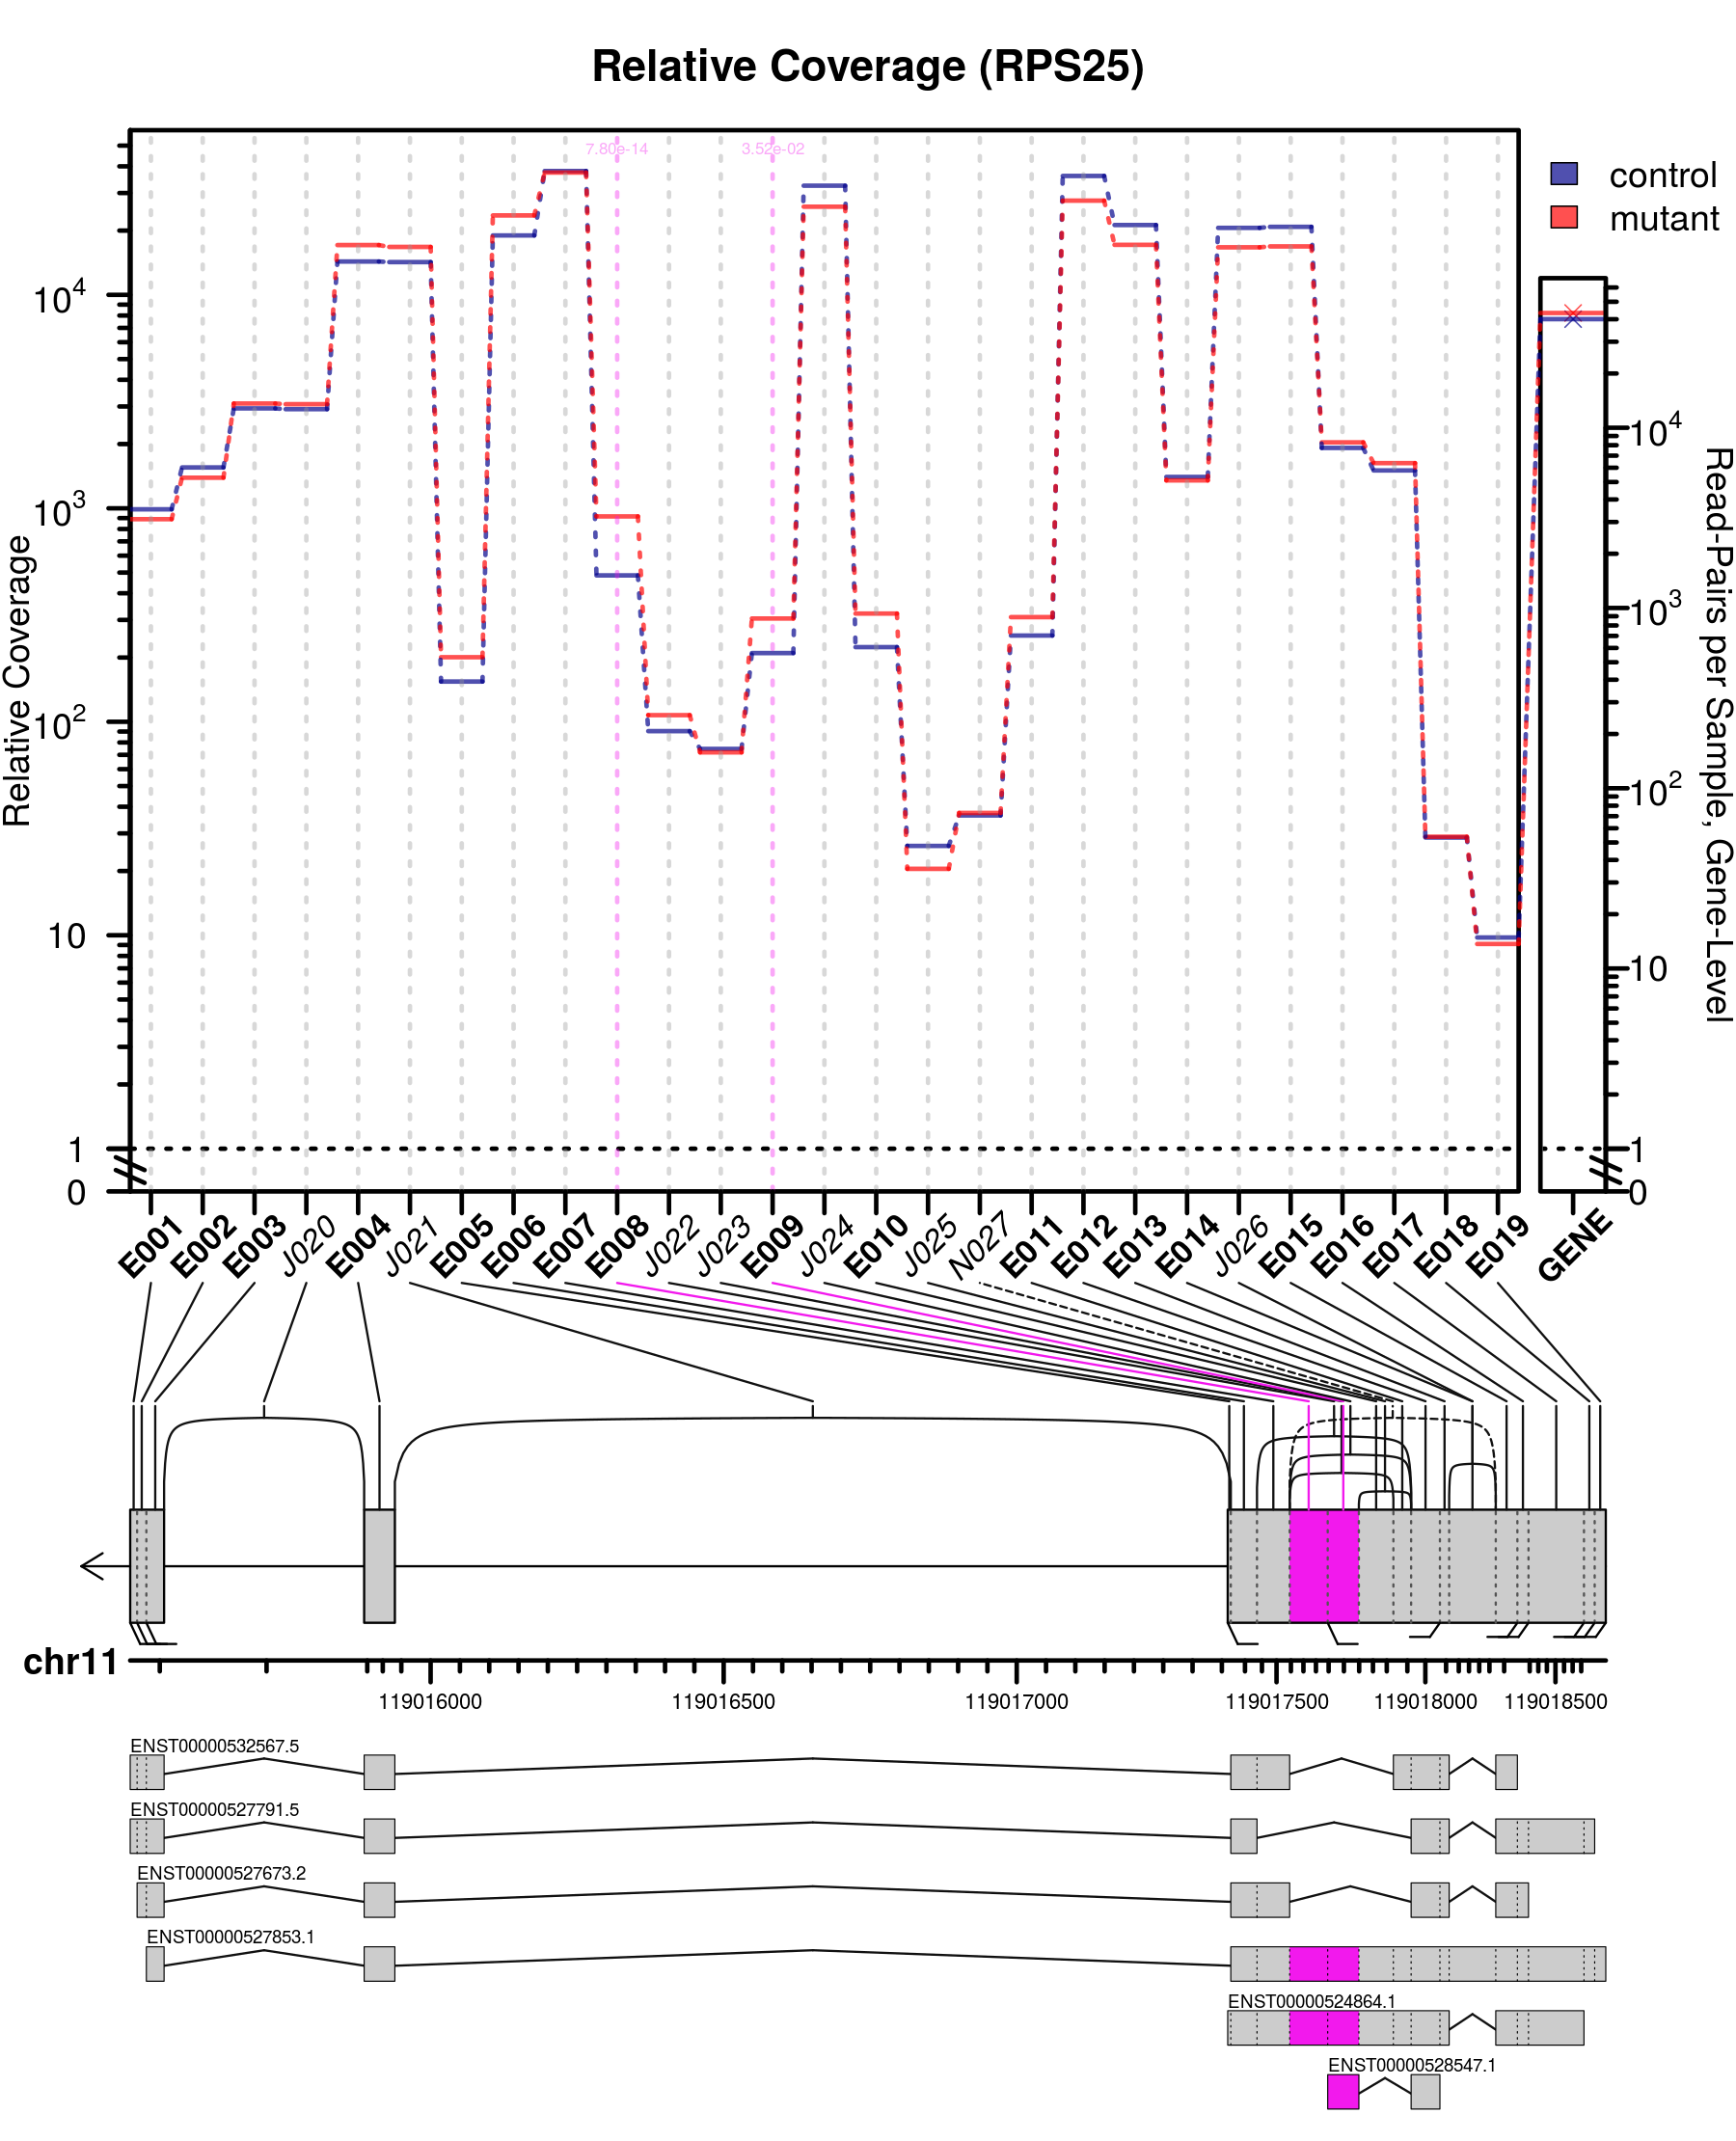 Relative Coverage (RPS25)
7.80e-14 3.52e-02
control
mutant
Relative Coverage
10^4
10^3
10^2
10
1
0
10^4
10^3
10^2
10
1
0
Read-Pairs per Sample, Gene-Level
E001 E002 E003 J020 E004 J021 E005 E006 E007 E008 J022 J023 E009 J024 E010 J025 N027 E011 E012 E013 E014 J026 E015 E016 E017 E018 E019 GENE
chr11
119016000 119016500 119017000 119017500 119018000 119018500
ENST00000532567.5
ENST00000527791.5
ENST00000527673.2
ENST00000527853.1
ENST00000524864.1
ENST00000528547.1